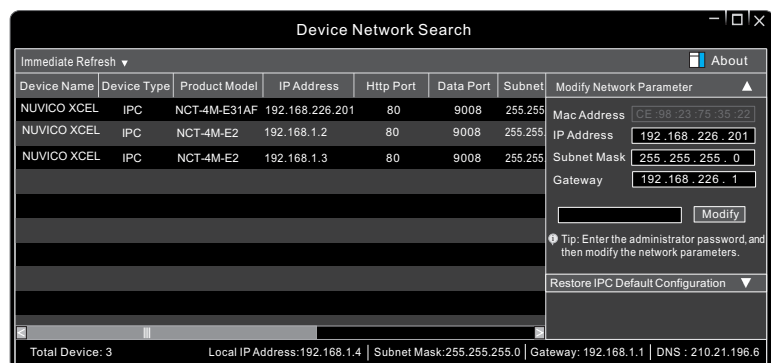 Device Network Search
Immediate Refresh ▼
About
Device Name Device Type Product Model IP Address Http Port Data Port Subnet
NUVICO XCEL IPC NCT-4M-E31AF 192.168.226.201 80 9008 255.255
NUVICO XCEL IPC NCT-4M-E2 192.168.1.2 80 9008 255.255.
NUVICO XCEL IPC NCT-4M-E2 192.168.1.3 80 9008 255.255.
Modify Network Parameter ▲
Mac Address CE :98 :23 :75 :35 :22
IP Address 192 .168 . 226 . 201
Subnet Mask 255 . 255 . 255 . 0
Gateway 192 .168 . 226 . 1
Modify
Tip: Enter the administrator password, and
then modify the network parameters.
Restore IPC Default Configuration ▼
Total Device: 3 Local IP Address:192.168.1.4 Subnet Mask:255.255.255.0 Gateway: 192.168.1.1 DNS : 210.21.196.6